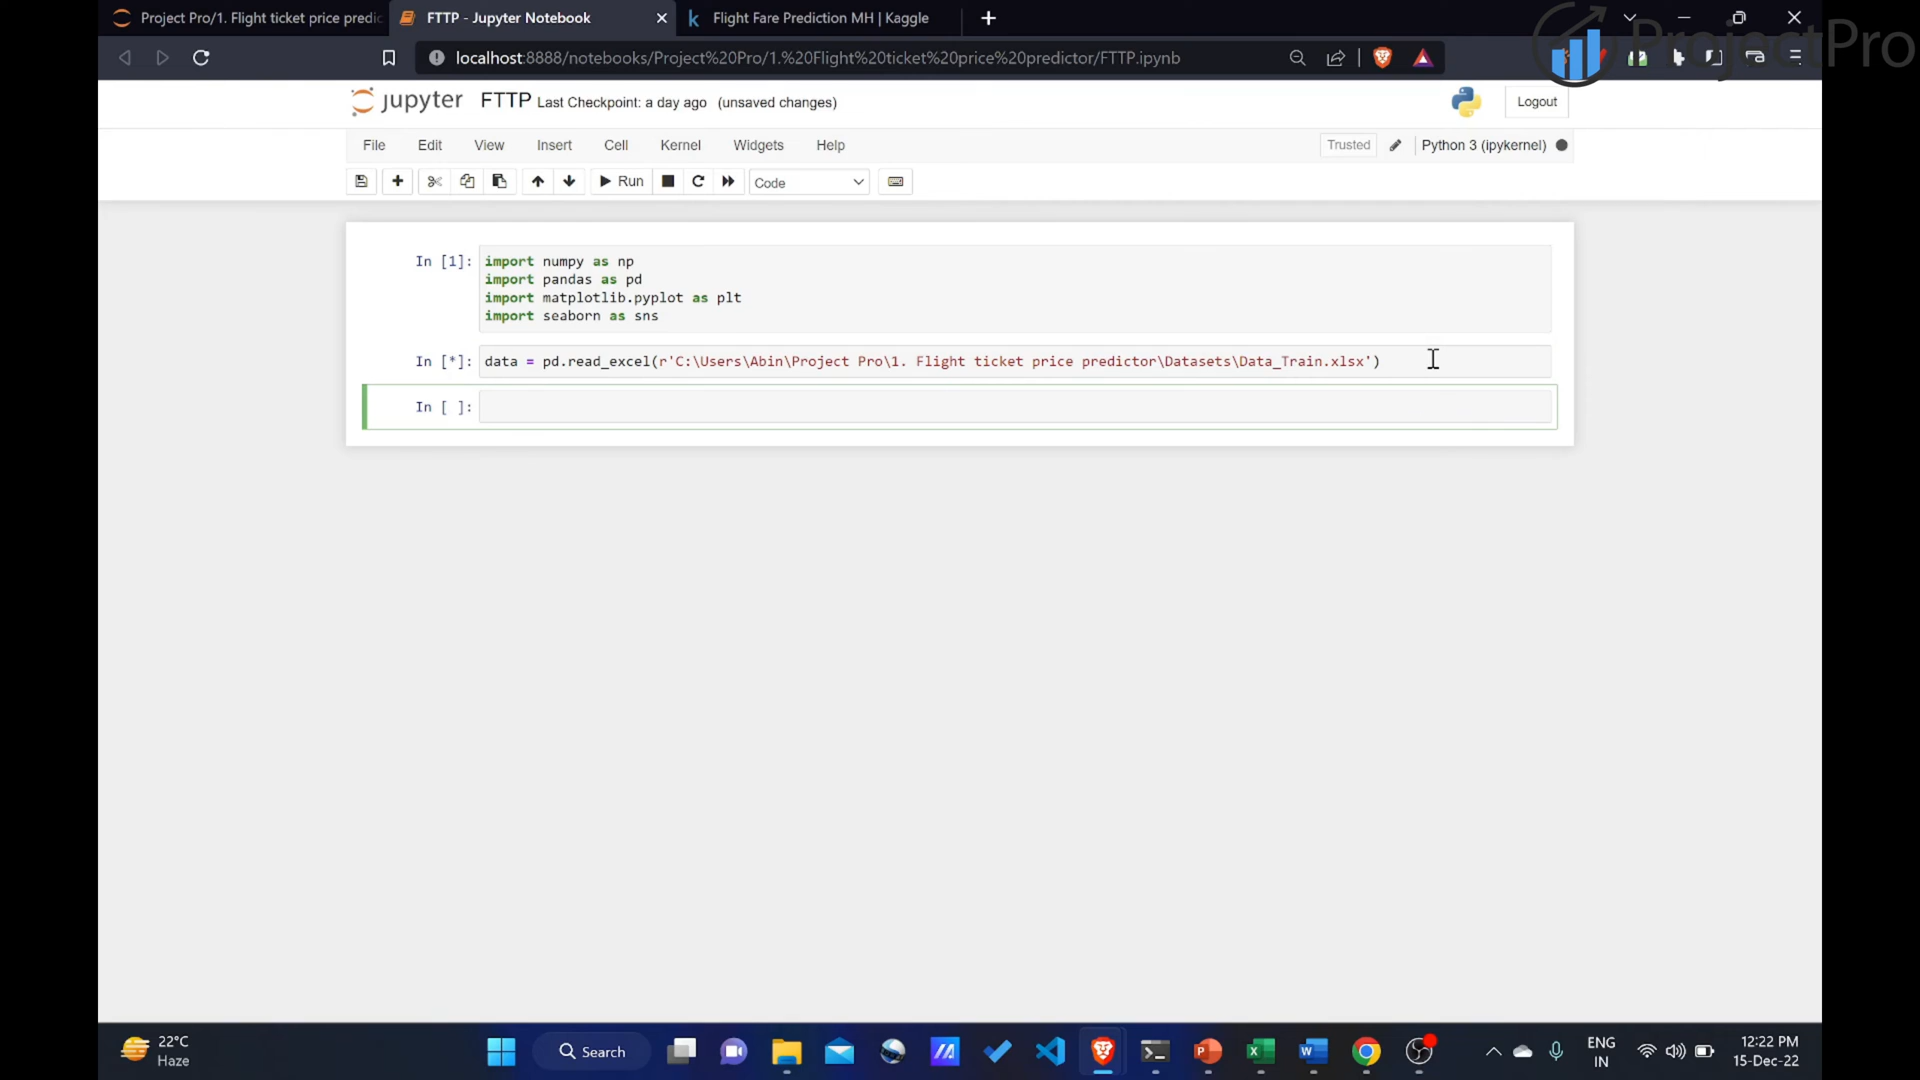 Project Pro/1. Flight ticket price predic
FTTP - Jupyter Notebook
Flight Fare Prediction MH | Kaggle
ProjectPro
localhost:8888/notebooks/Project%20Pro/1.%20Flight%20ticket%20price%20predictor/FTTP.ipynb
jupyter FTTP Last Checkpoint: a day ago (unsaved changes)
Logout
File Edit View Insert Cell Kernel Widgets Help
Trusted
Python 3 (ipykernel)
Run
Code
In [1]: import numpy as np
import pandas as pd
import matplotlib.pyplot as plt
import seaborn as sns
In [*]: data = pd.read_excel(r'C:\Users\Abin\Project Pro\1. Flight ticket price predictor\Datasets\Data_Train.xlsx')
In [ ]:
22°C
Haze
Search
ENG
IN
12:22 PM
15-Dec-22